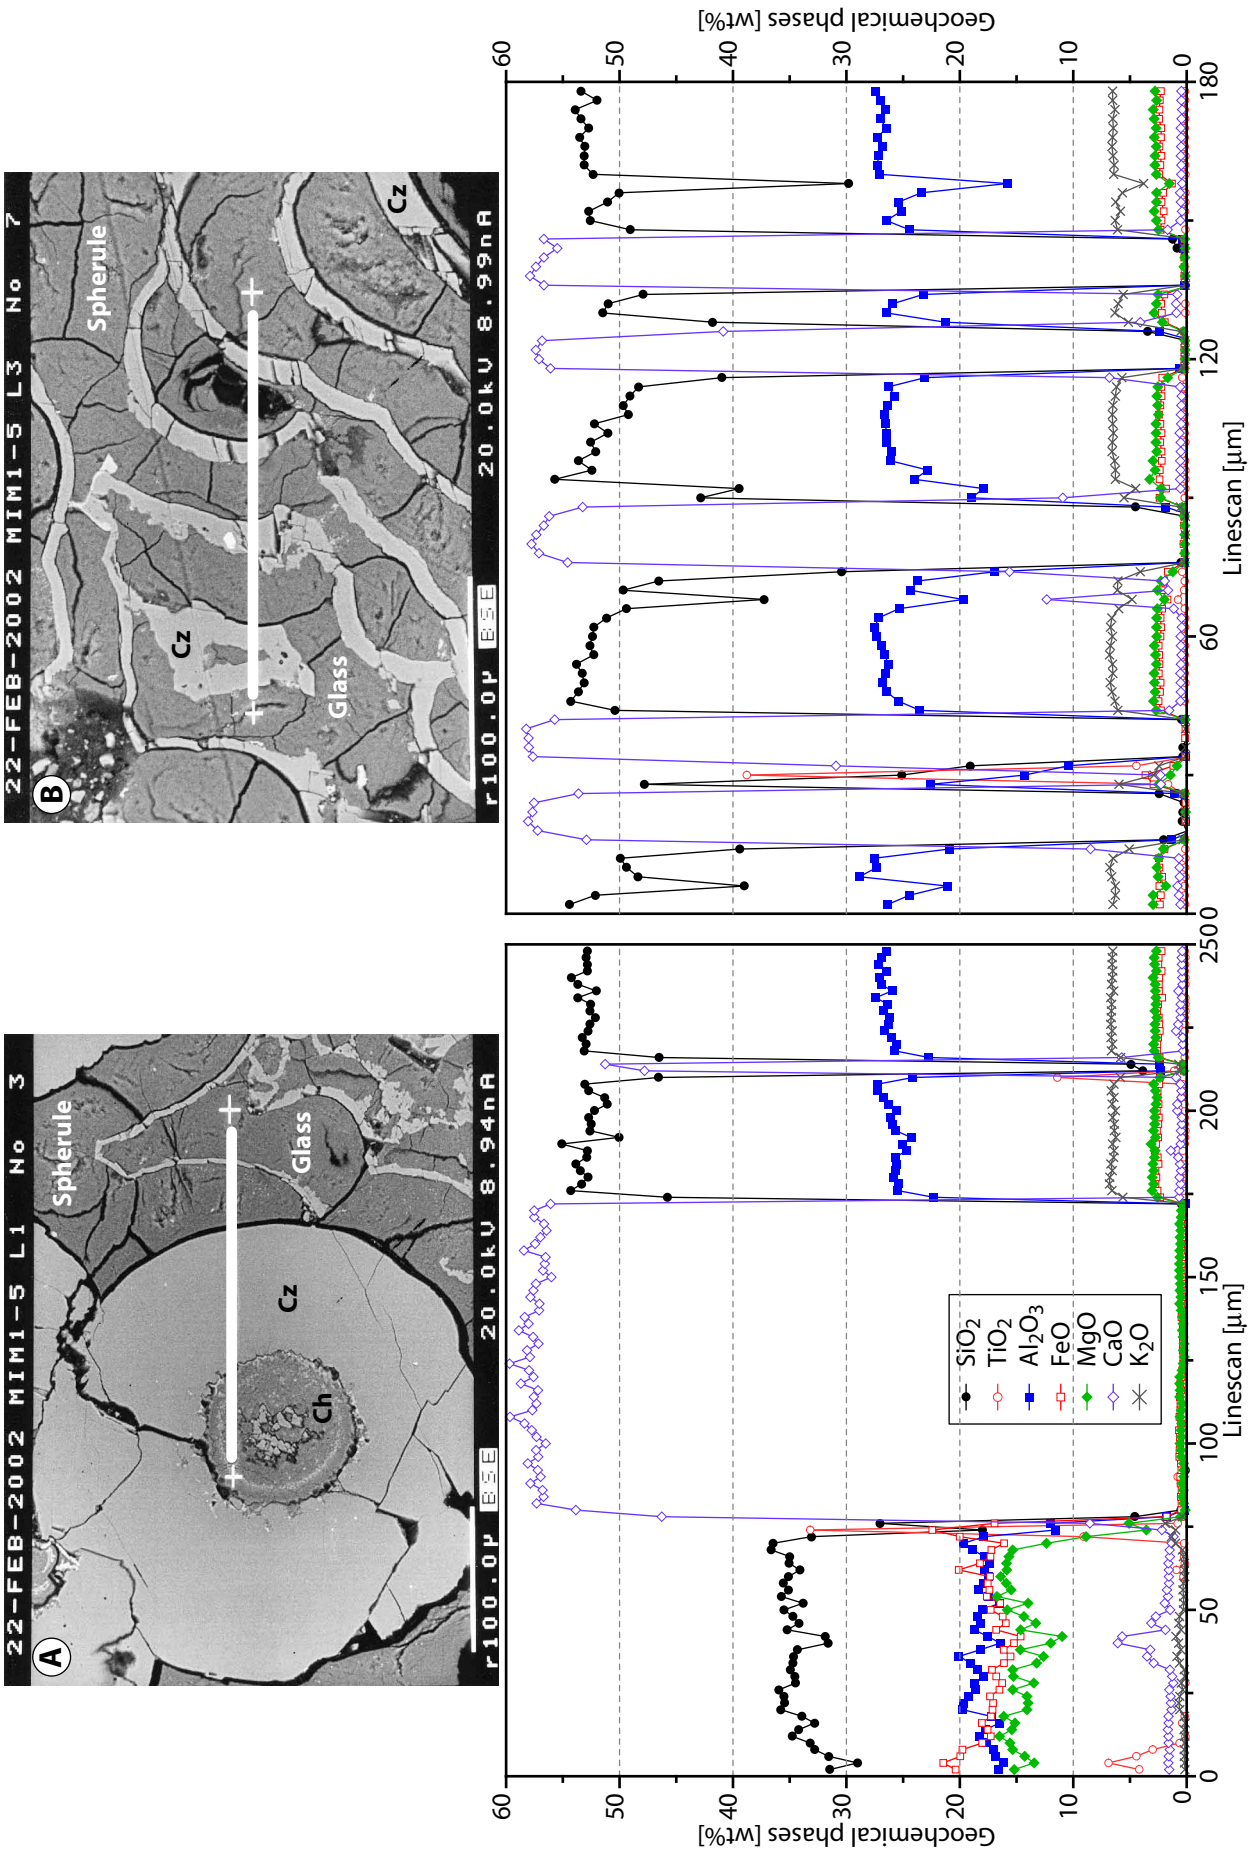 A
22-FEB-2002 MIM1-5 L1 No 3
Spherule
Glass
Cz
Ch
r100.0µ BSE 20.0kV 8.94nA
B
22-FEB-2002 MIM1-5 L3 No 7
Spherule
Cz
Cz
Glass
r100.0µ BSE 20.0kV 8.99nA
Geochemical phases [wt%]
60
50
40
30
20
10
0
0 50 100 150 200 250
Linescan [µm]
SiO₂
TiO₂
Al₂O₃
FeO
MgO
CaO
K₂O
0 60 120 180
Linescan [µm]
60
50
40
30
20
10
0
Geochemical phases [wt%]